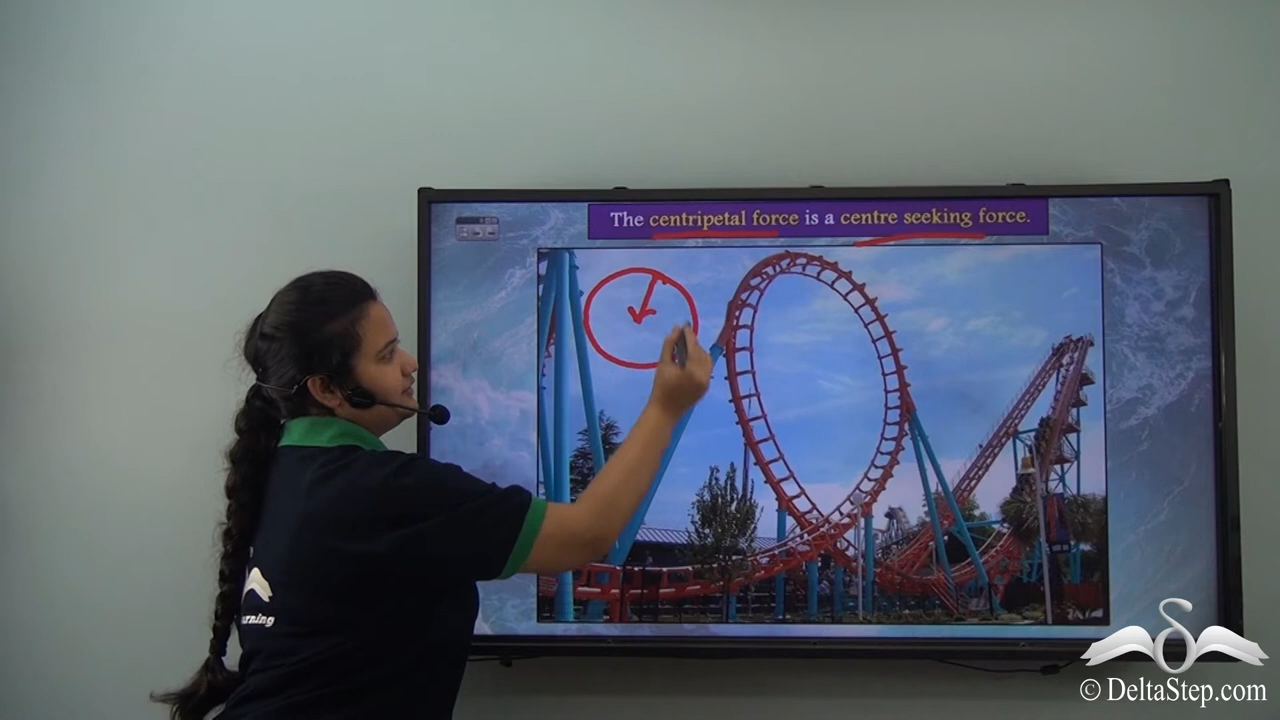 The centripetal force is a centre seeking force.
© DeltaStep.com